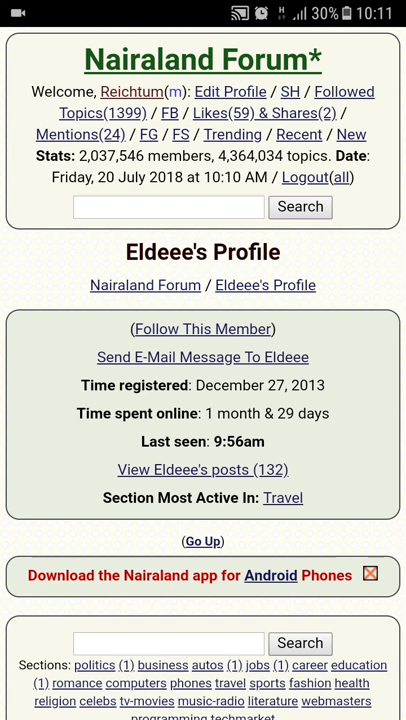 H 30% 10:11
Nairaland Forum*
Welcome, Reichtum(m): Edit Profile / SH / Followed
Topics(1399) / FB / Likes(59) & Shares(2) /
Mentions(24) / FG / FS / Trending / Recent / New
Stats: 2,037,546 members, 4,364,034 topics. Date:
Friday, 20 July 2018 at 10:10 AM / Logout(all)
Search
Eldeee's Profile
Nairaland Forum / Eldeee's Profile
(Follow This Member)
Send E-Mail Message To Eldeee
Time registered: December 27, 2013
Time spent online: 1 month & 29 days
Last seen: 9:56am
View Eldeee's posts (132)
Section Most Active In: Travel
(Go Up)
Download the Nairaland app for Android Phones
Search
Sections: politics (1) business autos (1) jobs (1) career education
(1) romance computers phones travel sports fashion health
religion celebs tv-movies music-radio literature webmasters
programming techmarket